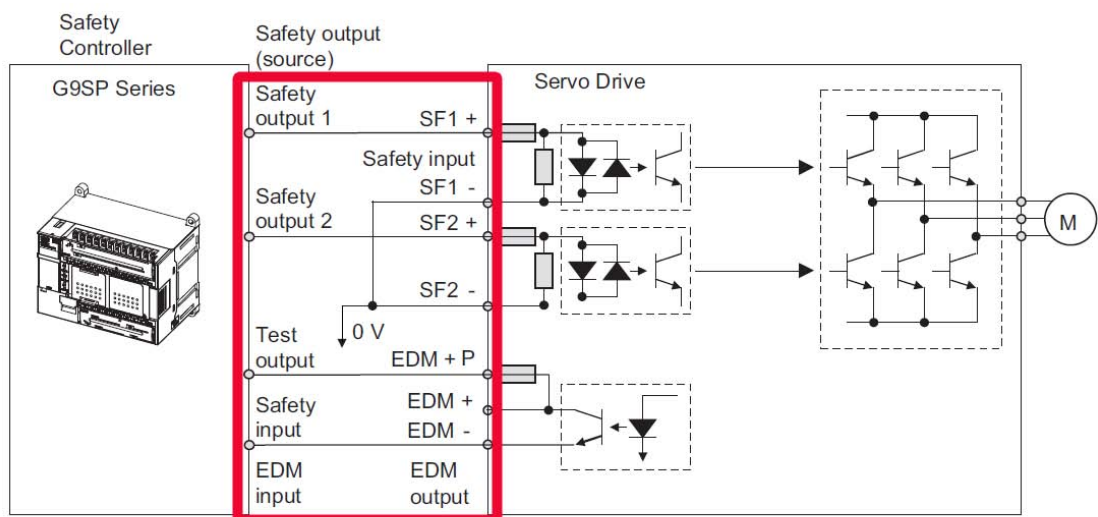 Safety
Controller
G9SP Series
Safety output
(source)
Safety
output 1
SF1 +
Safety input
SF1 -
Safety
output 2
SF2 +
SF2 -
0 V
Test
output
EDM + P
Safety
input
EDM +
EDM -
EDM
input
EDM
output
Servo Drive
M